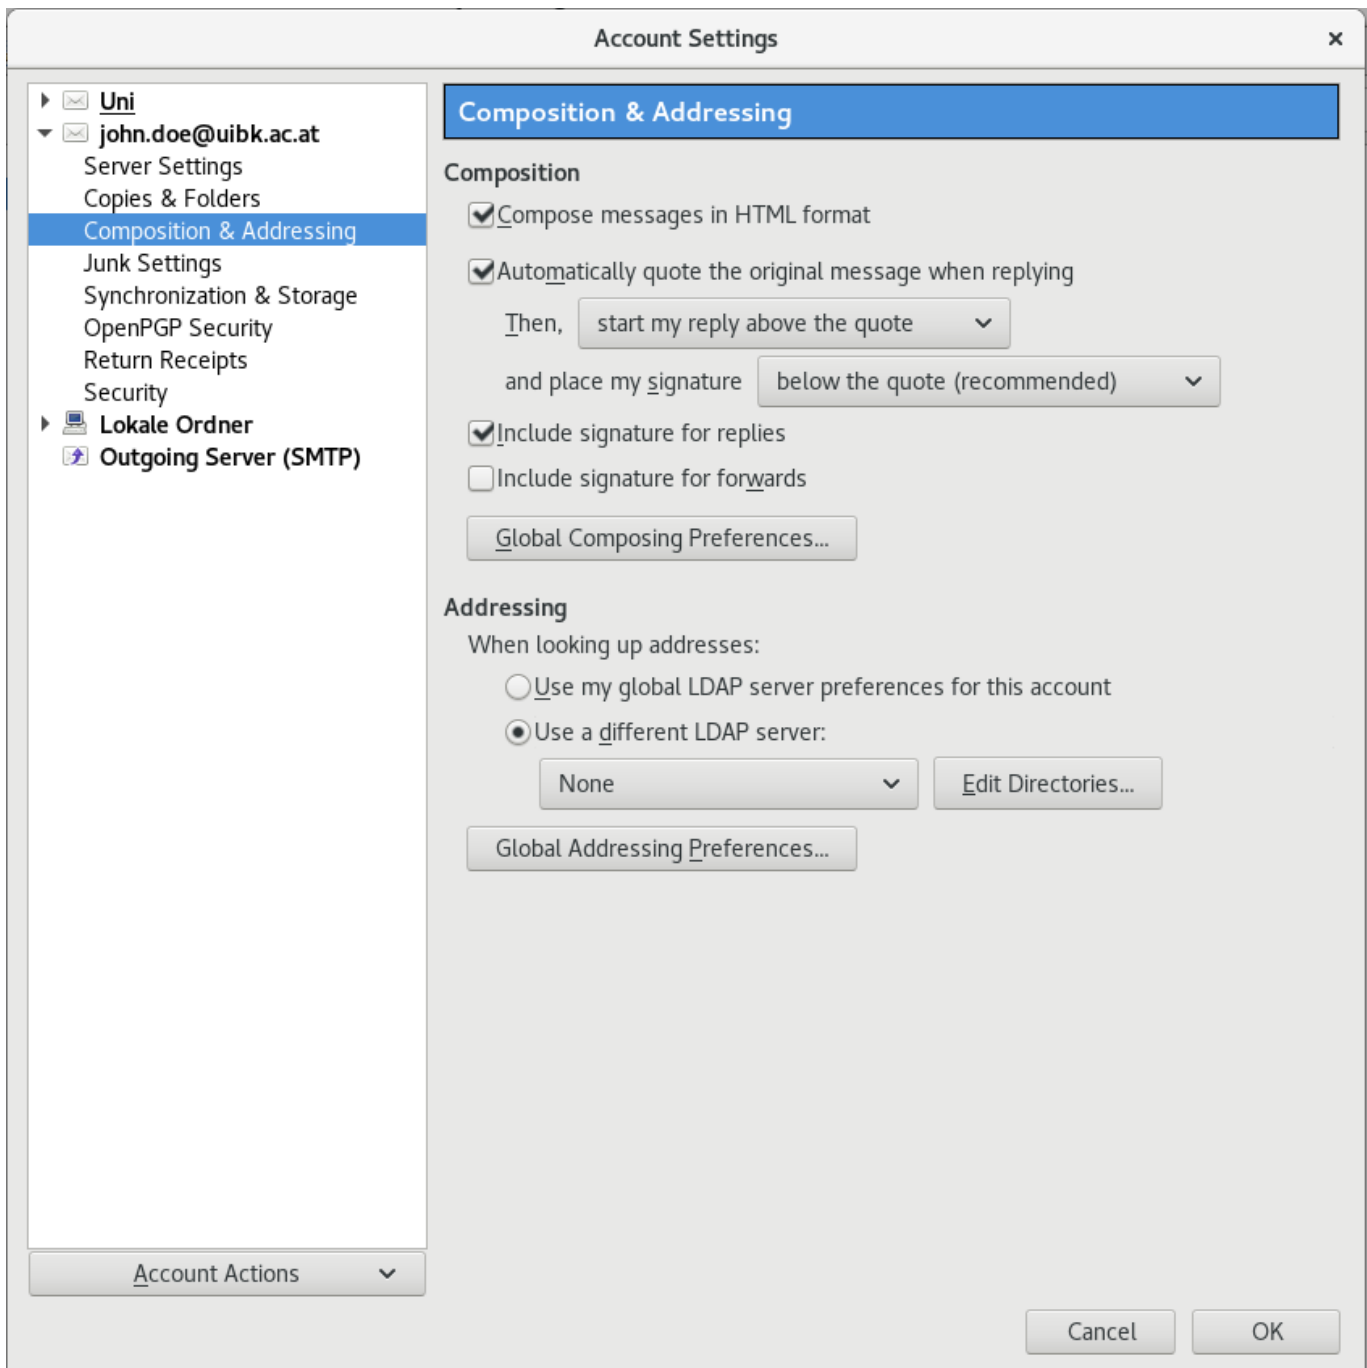 Account Settings
Uni
john.doe@uibk.ac.at
Server Settings
Copies & Folders
Composition & Addressing
Junk Settings
Synchronization & Storage
OpenPGP Security
Return Receipts
Security
Lokale Ordner
Outgoing Server (SMTP)
Account Actions
Composition & Addressing
Composition
Compose messages in HTML format
Automatically quote the original message when replying
Then, start my reply above the quote
and place my signature below the quote (recommended)
Include signature for replies
Include signature for forwards
Global Composing Preferences...
Addressing
When looking up addresses:
Use my global LDAP server preferences for this account
Use a different LDAP server:
None Edit Directories...
Global Addressing Preferences...
Cancel OK